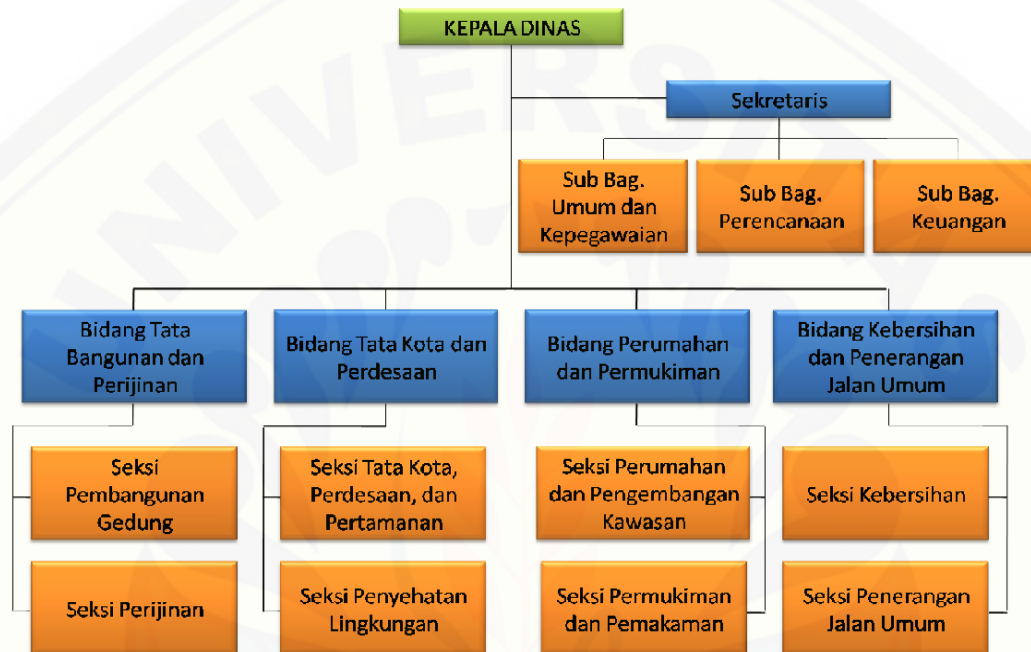 KEPALA DINAS
Sekretaris
Sub Bag.
Umum dan
Kepegawaian
Sub Bag.
Perencanaan
Sub Bag.
Keuangan
Bidang Tata
Bangunan dan
Perijinan
Bidang Tata Kota dan
Perdesaan
Bidang Perumahan
dan Permukiman
Bidang Kebersihan
dan Penerangan
Jalan Umum
Seksi
Pembangunan
Gedung
Seksi Tata Kota,
Perdesaan, dan
Pertamanan
Seksi Perumahan
dan Pengembangan
Kawasan
Seksi Kebersihan
Seksi Perijinan
Seksi Penyehatan
Lingkungan
Seksi Permukiman
dan Pemakaman
Seksi Penerangan
Jalan Umum
UNIVERSITAS